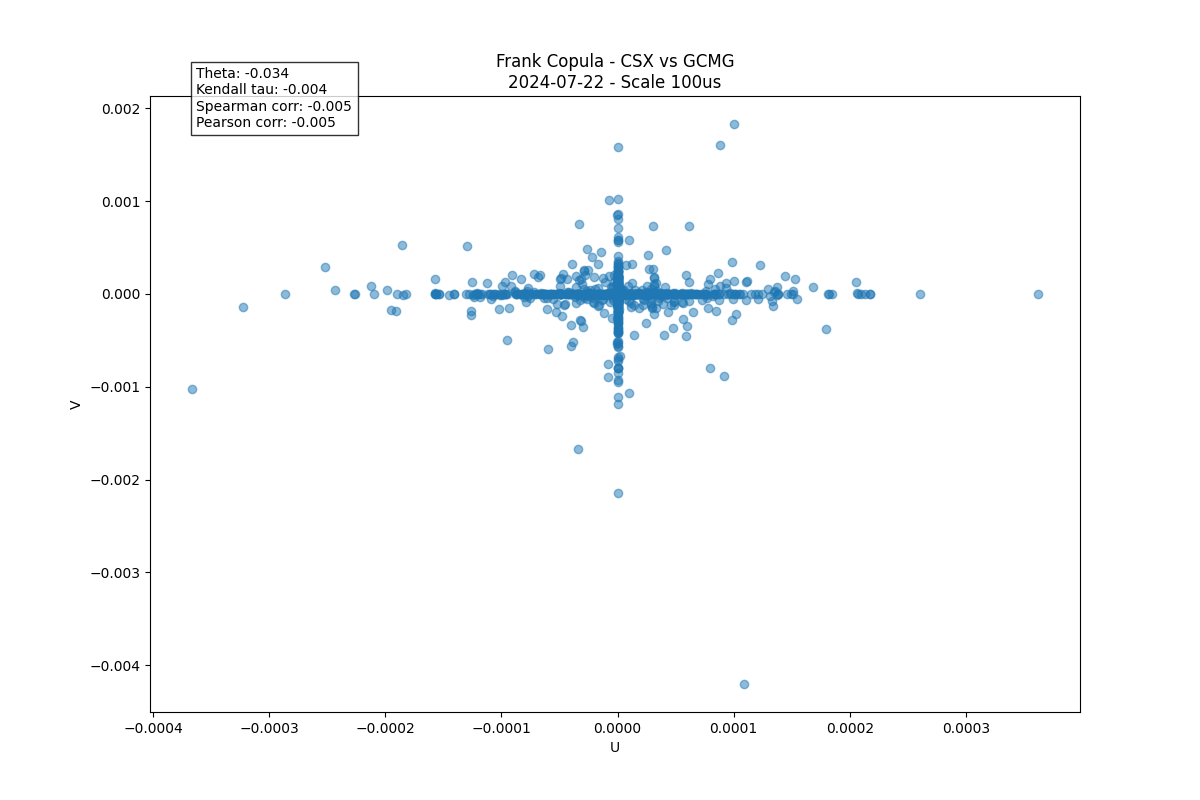 Frank Copula - CSX vs GCMG
2024-07-22 - Scale 100us
Theta: -0.034
Kendall tau: -0.004
Spearman corr: -0.005
Pearson corr: -0.005
0.002
0.001
0.000
−0.001
−0.002
−0.003
−0.004
V
−0.0004
−0.0003
−0.0002
−0.0001
0.0000
0.0001
0.0002
0.0003
U